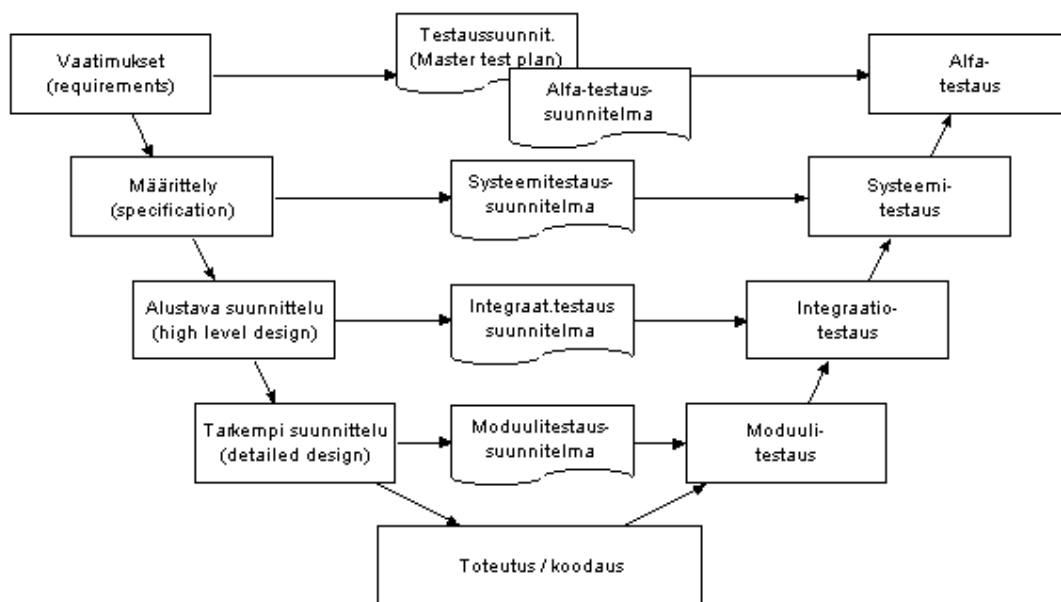 Vaatimukset
(requirements)
Testaussuunnit.
(Master test plan)
Alfa-testaus-
suunnitelma
Alfa-
testaus
Määrittely
(specification)
Systeemitestaus-
suunnitelma
Systeemi-
testaus
Alustava suunnittelu
(high level design)
Integraat.testaus
suunnitelma
Integraatio-
testaus
Tarkempi suunnittelu
(detailed design)
Moduulitestaus-
suunnitelma
Moduuli-
testaus
Toteutus / koodaus